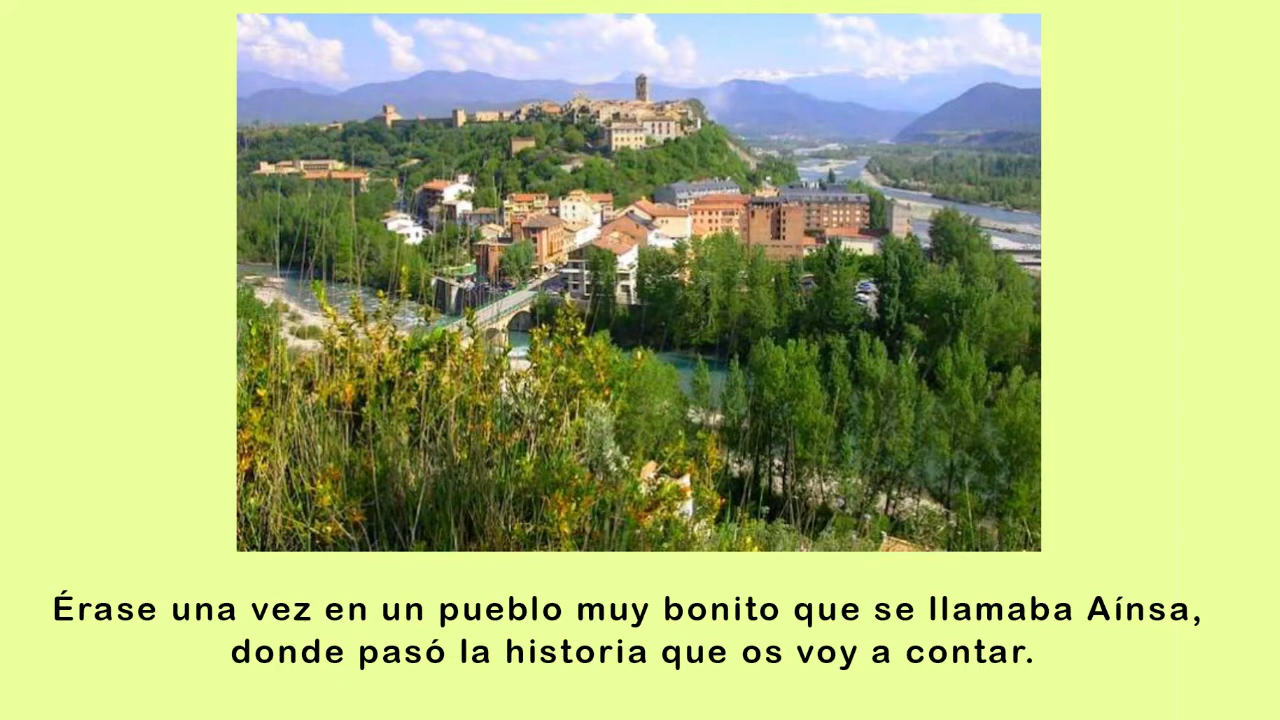 Érase una vez en un pueblo muy bonito que se llamaba Aínsa,
donde pasó la historia que os voy a contar.